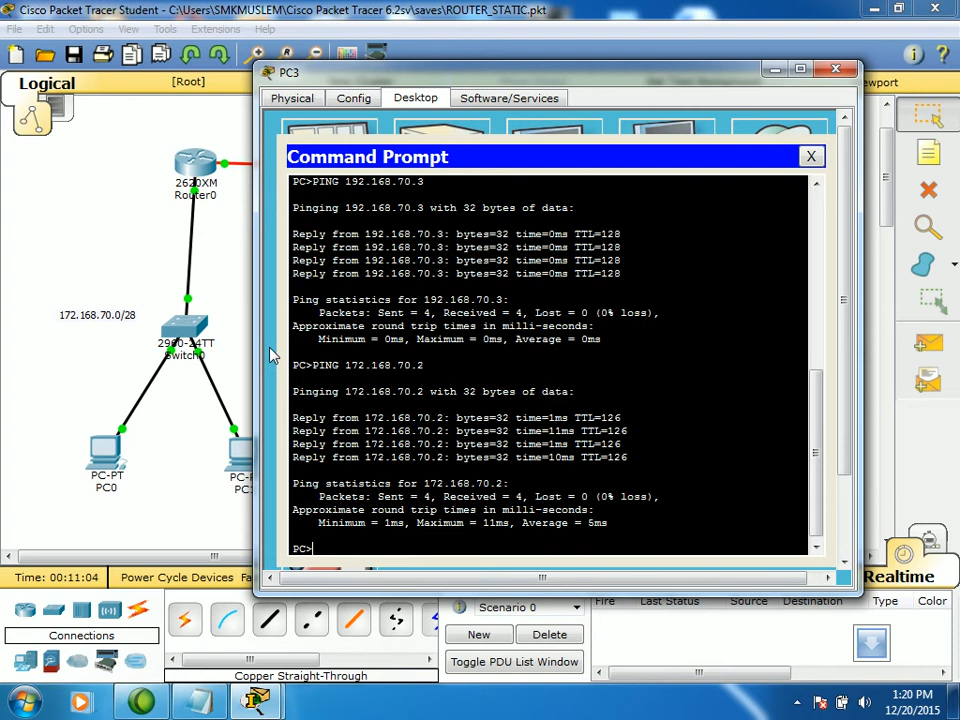 Cisco Packet Tracer Student - C:\Users\SMKMUSLEM\Cisco Packet Tracer 6.2sv\saves\ROUTER_STATIC.pkt
File Edit Options View Tools Extensions Help
Logical
[Root]
PC3
Physical Config Desktop Software/Services
Command Prompt
X
PC>PING 192.168.70.3
Pinging 192.168.70.3 with 32 bytes of data:
Reply from 192.168.70.3: bytes=32 time=0ms TTL=128
Reply from 192.168.70.3: bytes=32 time=0ms TTL=128
Reply from 192.168.70.3: bytes=32 time=0ms TTL=128
Reply from 192.168.70.3: bytes=32 time=0ms TTL=128
Ping statistics for 192.168.70.3:
Packets: Sent = 4, Received = 4, Lost = 0 (0% loss),
Approximate round trip times in milli-seconds:
Minimum = 0ms, Maximum = 0ms, Average = 0ms
PC>PING 172.168.70.2
Pinging 172.168.70.2 with 32 bytes of data:
Reply from 172.168.70.2: bytes=32 time=1ms TTL=126
Reply from 172.168.70.2: bytes=32 time=11ms TTL=126
Reply from 172.168.70.2: bytes=32 time=1ms TTL=126
Reply from 172.168.70.2: bytes=32 time=10ms TTL=126
Ping statistics for 172.168.70.2:
Packets: Sent = 4, Received = 4, Lost = 0 (0% loss),
Approximate round trip times in milli-seconds:
Minimum = 1ms, Maximum = 11ms, Average = 5ms
PC>
2620XM
Router0
172.168.70.0/28
2960-24TT
Switch0
PC-PT
PC0
Time: 00:11:04 Power Cycle Devices
Realtime
Connections
Copper Straight-Through
Scenario 0
New Delete
Toggle PDU List Window
Fire Last Status Source Destination Type Color
1:20 PM
12/20/2015